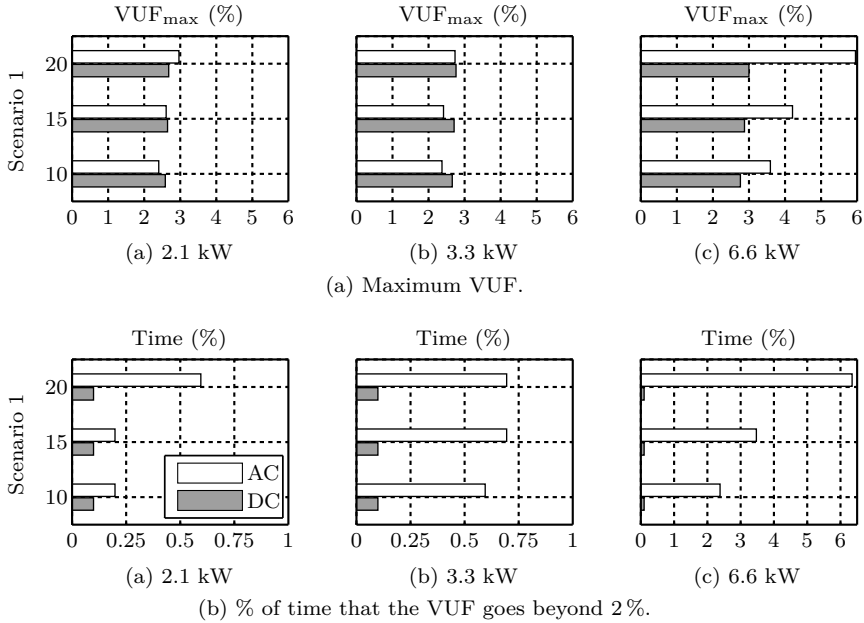 VUFmax (%) VUFmax (%) VUFmax (%)
Scenario 1
20
15
10
0 1 2 3 4 5 6 0 1 2 3 4 5 6 0 1 2 3 4 5 6
(a) 2.1 kW (b) 3.3 kW (c) 6.6 kW
(a) Maximum VUF.
Time (%) Time (%) Time (%)
Scenario 1
20
15
10
AC
DC
0 0.25 0.5 0.75 1 0 0.25 0.5 0.75 1 0 1 2 3 4 5 6
(a) 2.1 kW (b) 3.3 kW (c) 6.6 kW
(b) % of time that the VUF goes beyond 2 %.